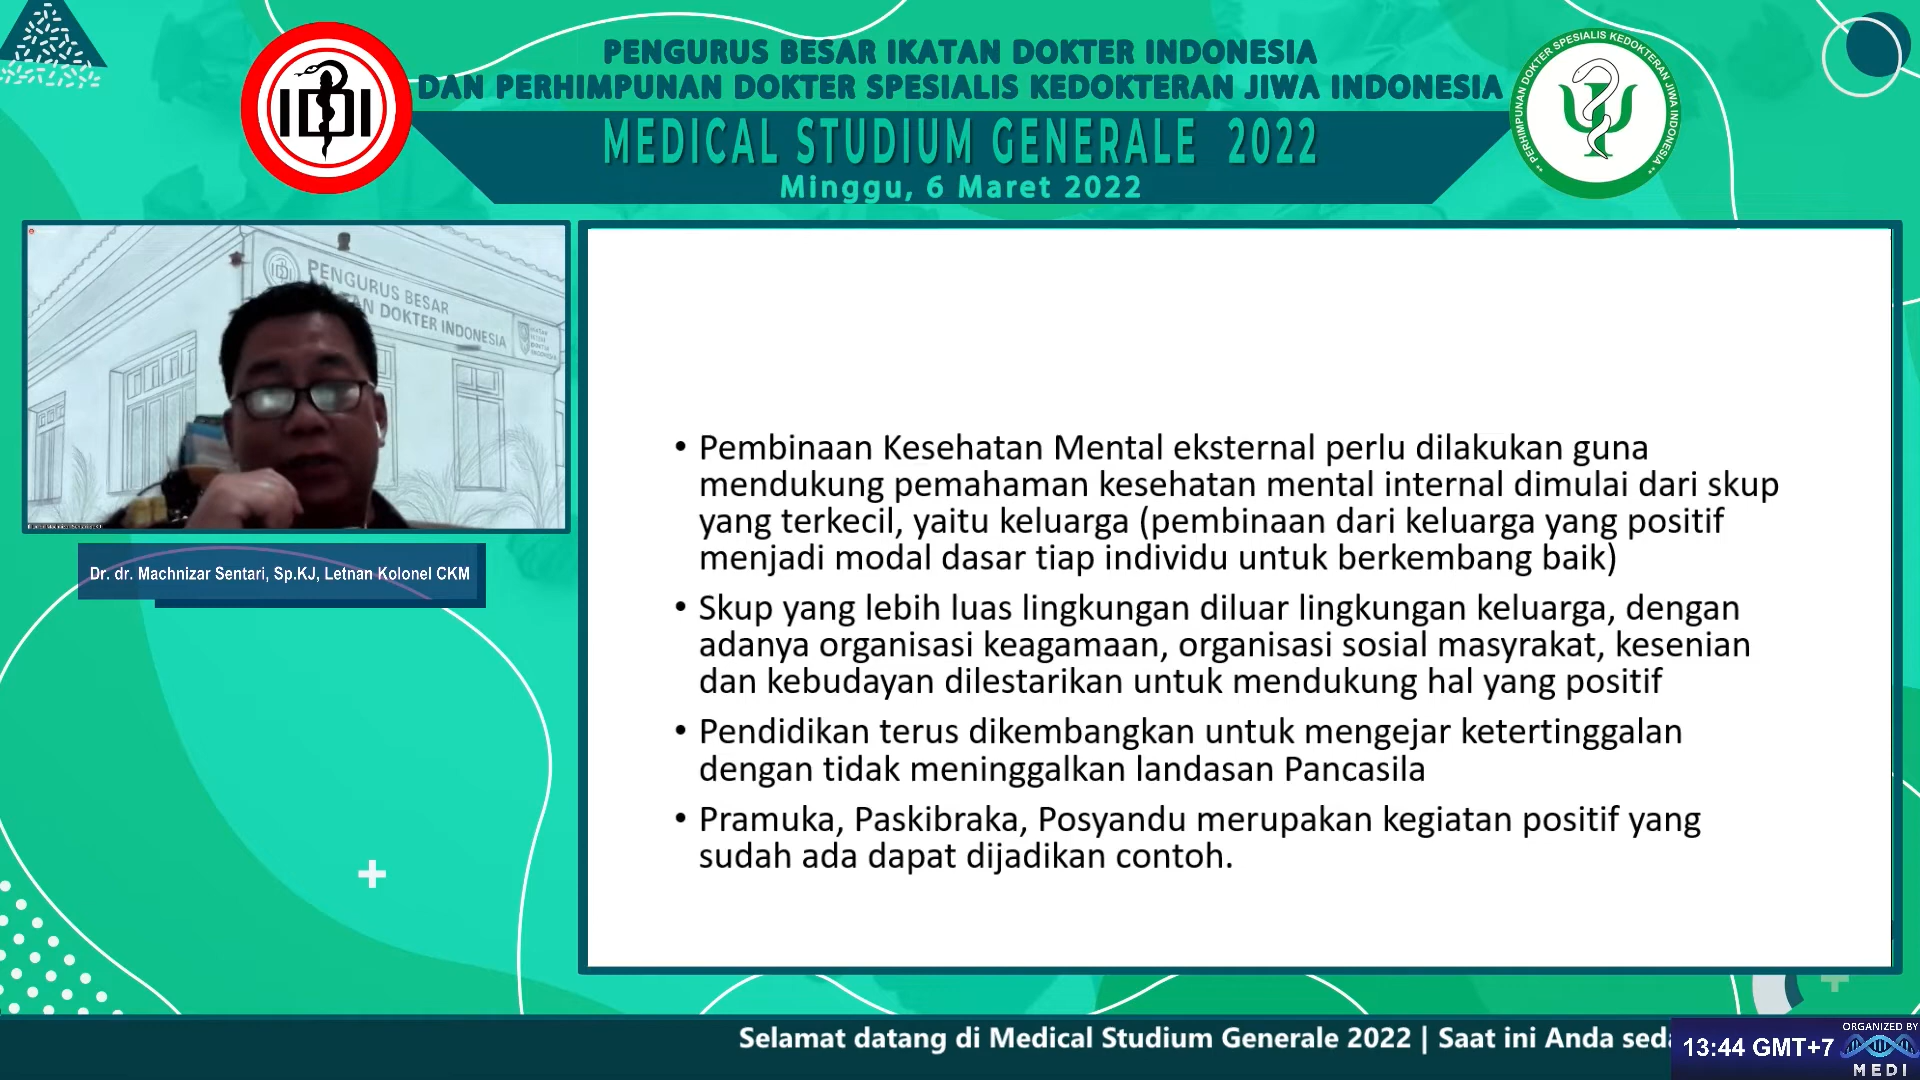 PENGURUS BESAR IKATAN DOKTER INDONESIA
DAN PERHIMPUNAN DOKTER SPESIALIS KEDOKTERAN JIWA INDONESIA
MEDICAL STUDIUM GENERALE 2022
Minggu, 6 Maret 2022
IDI
PERHIMPUNAN DOKTER SPESIALIS KEDOKTERAN JIWA INDONESIA
PENGURUS BESAR
DOKTER INDONESIA
Dr. dr. Machnizar Sentari, Sp.KJ, Letnan Kolonel CKM
• Pembinaan Kesehatan Mental eksternal perlu dilakukan guna
mendukung pemahaman kesehatan mental internal dimulai dari skup
yang terkecil, yaitu keluarga (pembinaan dari keluarga yang positif
menjadi modal dasar tiap individu untuk berkembang baik)
• Skup yang lebih luas lingkungan diluar lingkungan keluarga, dengan
adanya organisasi keagamaan, organisasi sosial masyrakat, kesenian
dan kebudayan dilestarikan untuk mendukung hal yang positif
• Pendidikan terus dikembangkan untuk mengejar ketertinggalan
dengan tidak meninggalkan landasan Pancasila
• Pramuka, Paskibraka, Posyandu merupakan kegiatan positif yang
sudah ada dapat dijadikan contoh.
Selamat datang di Medical Studium Generale 2022 | Saat ini Anda seda
13:44 GMT+7
ORGANIZED BY
MEDI